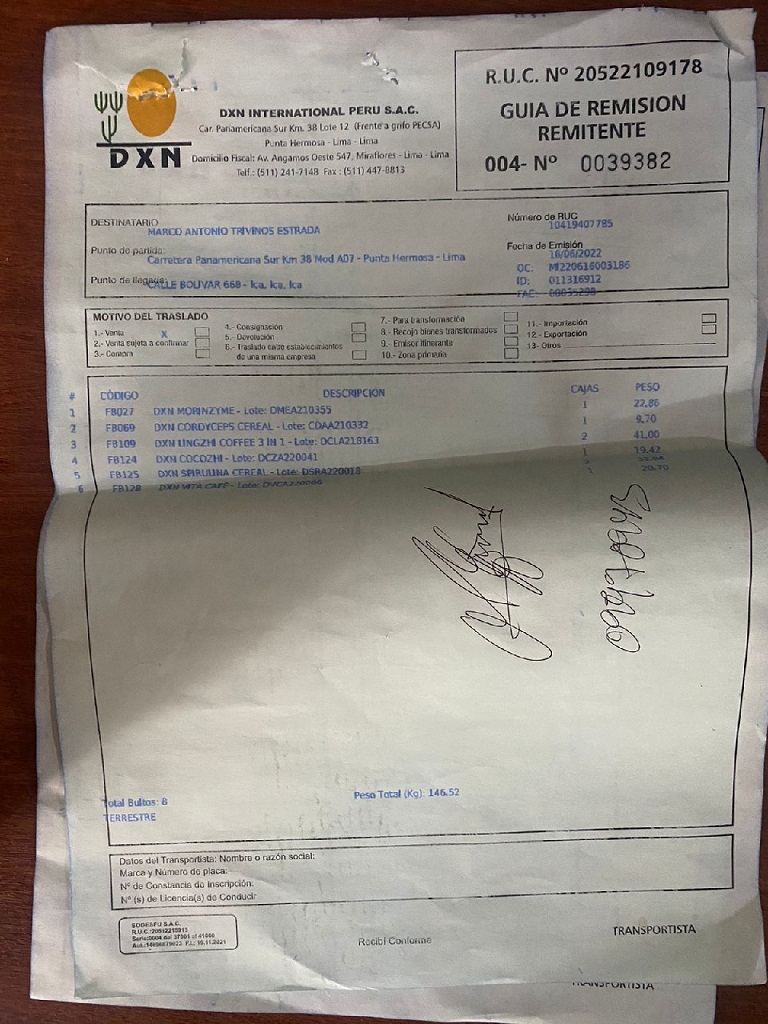 DXN
DXN INTERNATIONAL PERU S.A.C.
Car. Panamericana Sur Km. 38 Lote 12 (Frente a grifo PECSA)
Punta Hermosa - Lima - Lima
Domicilio Fiscal: Av. Angamos Oeste 547, Miraflores - Lima - Lima
Telf.: (511) 241-7148 Fax : (511) 447-8813
R.U.C. Nº 20522109178
GUIA DE REMISION
REMITENTE
004- Nº 0039382
DESTINATARIO
MARCO ANTONIO TRIVINOS ESTRADA
Número de RUC
10419407785
Punto de partida:
Carretera Panamericana Sur Km 38 Mod A07 - Punta Hermosa - Lima
Fecha de Emisión
16/06/2022
OC: MI220616003186
ID: 011316912
Punto de llegada:
CALLE BOLIVAR 668 - Ica, Ica, Ica
FAC:
MOTIVO DEL TRASLADO
1.- Venta X
2.- Venta sujeta a confirmar
3.- Compra
4.- Consignación
5.- Devolución
6.- Traslado entre establecimientos
de una misma empresa
7.- Para transformación
8.- Recojo bienes transformados
9.- Emisor itinerante
10.- Zona primaria
11.- Importación
12.- Exportación
13.- Otros
# CÓDIGO DESCRIPCION CAJAS PESO
1 FB027 DXN MORINZYME - Lote: DMEA210355 1 22.86
2 FB069 DXN CORDYCEPS CEREAL - Lote: CDAA210332 1 9.70
3 FB109 DXN LINGZHI COFFEE 3 IN 1 - Lote: DCLA218163 2 41.00
4 FB124 DXN COCOZHI - Lote: DCZA220041 1 19.42
5 FB125 DXN SPIRULINA CEREAL - Lote: DSRA220018
6 FB128 DXN VITA CAFE - Lote: 1 20.70
Total Bultos: 8
Peso Total (Kg): 146.52
TERRESTRE
Datos del Transportista: Nombre o razón social:
Marca y Número de placa:
Nº de Constancia de Inscripción:
Nº (s) de Licencia(s) de Conducir
Recibí Conforme
TRANSPORTISTA
TRANSPORTISTA